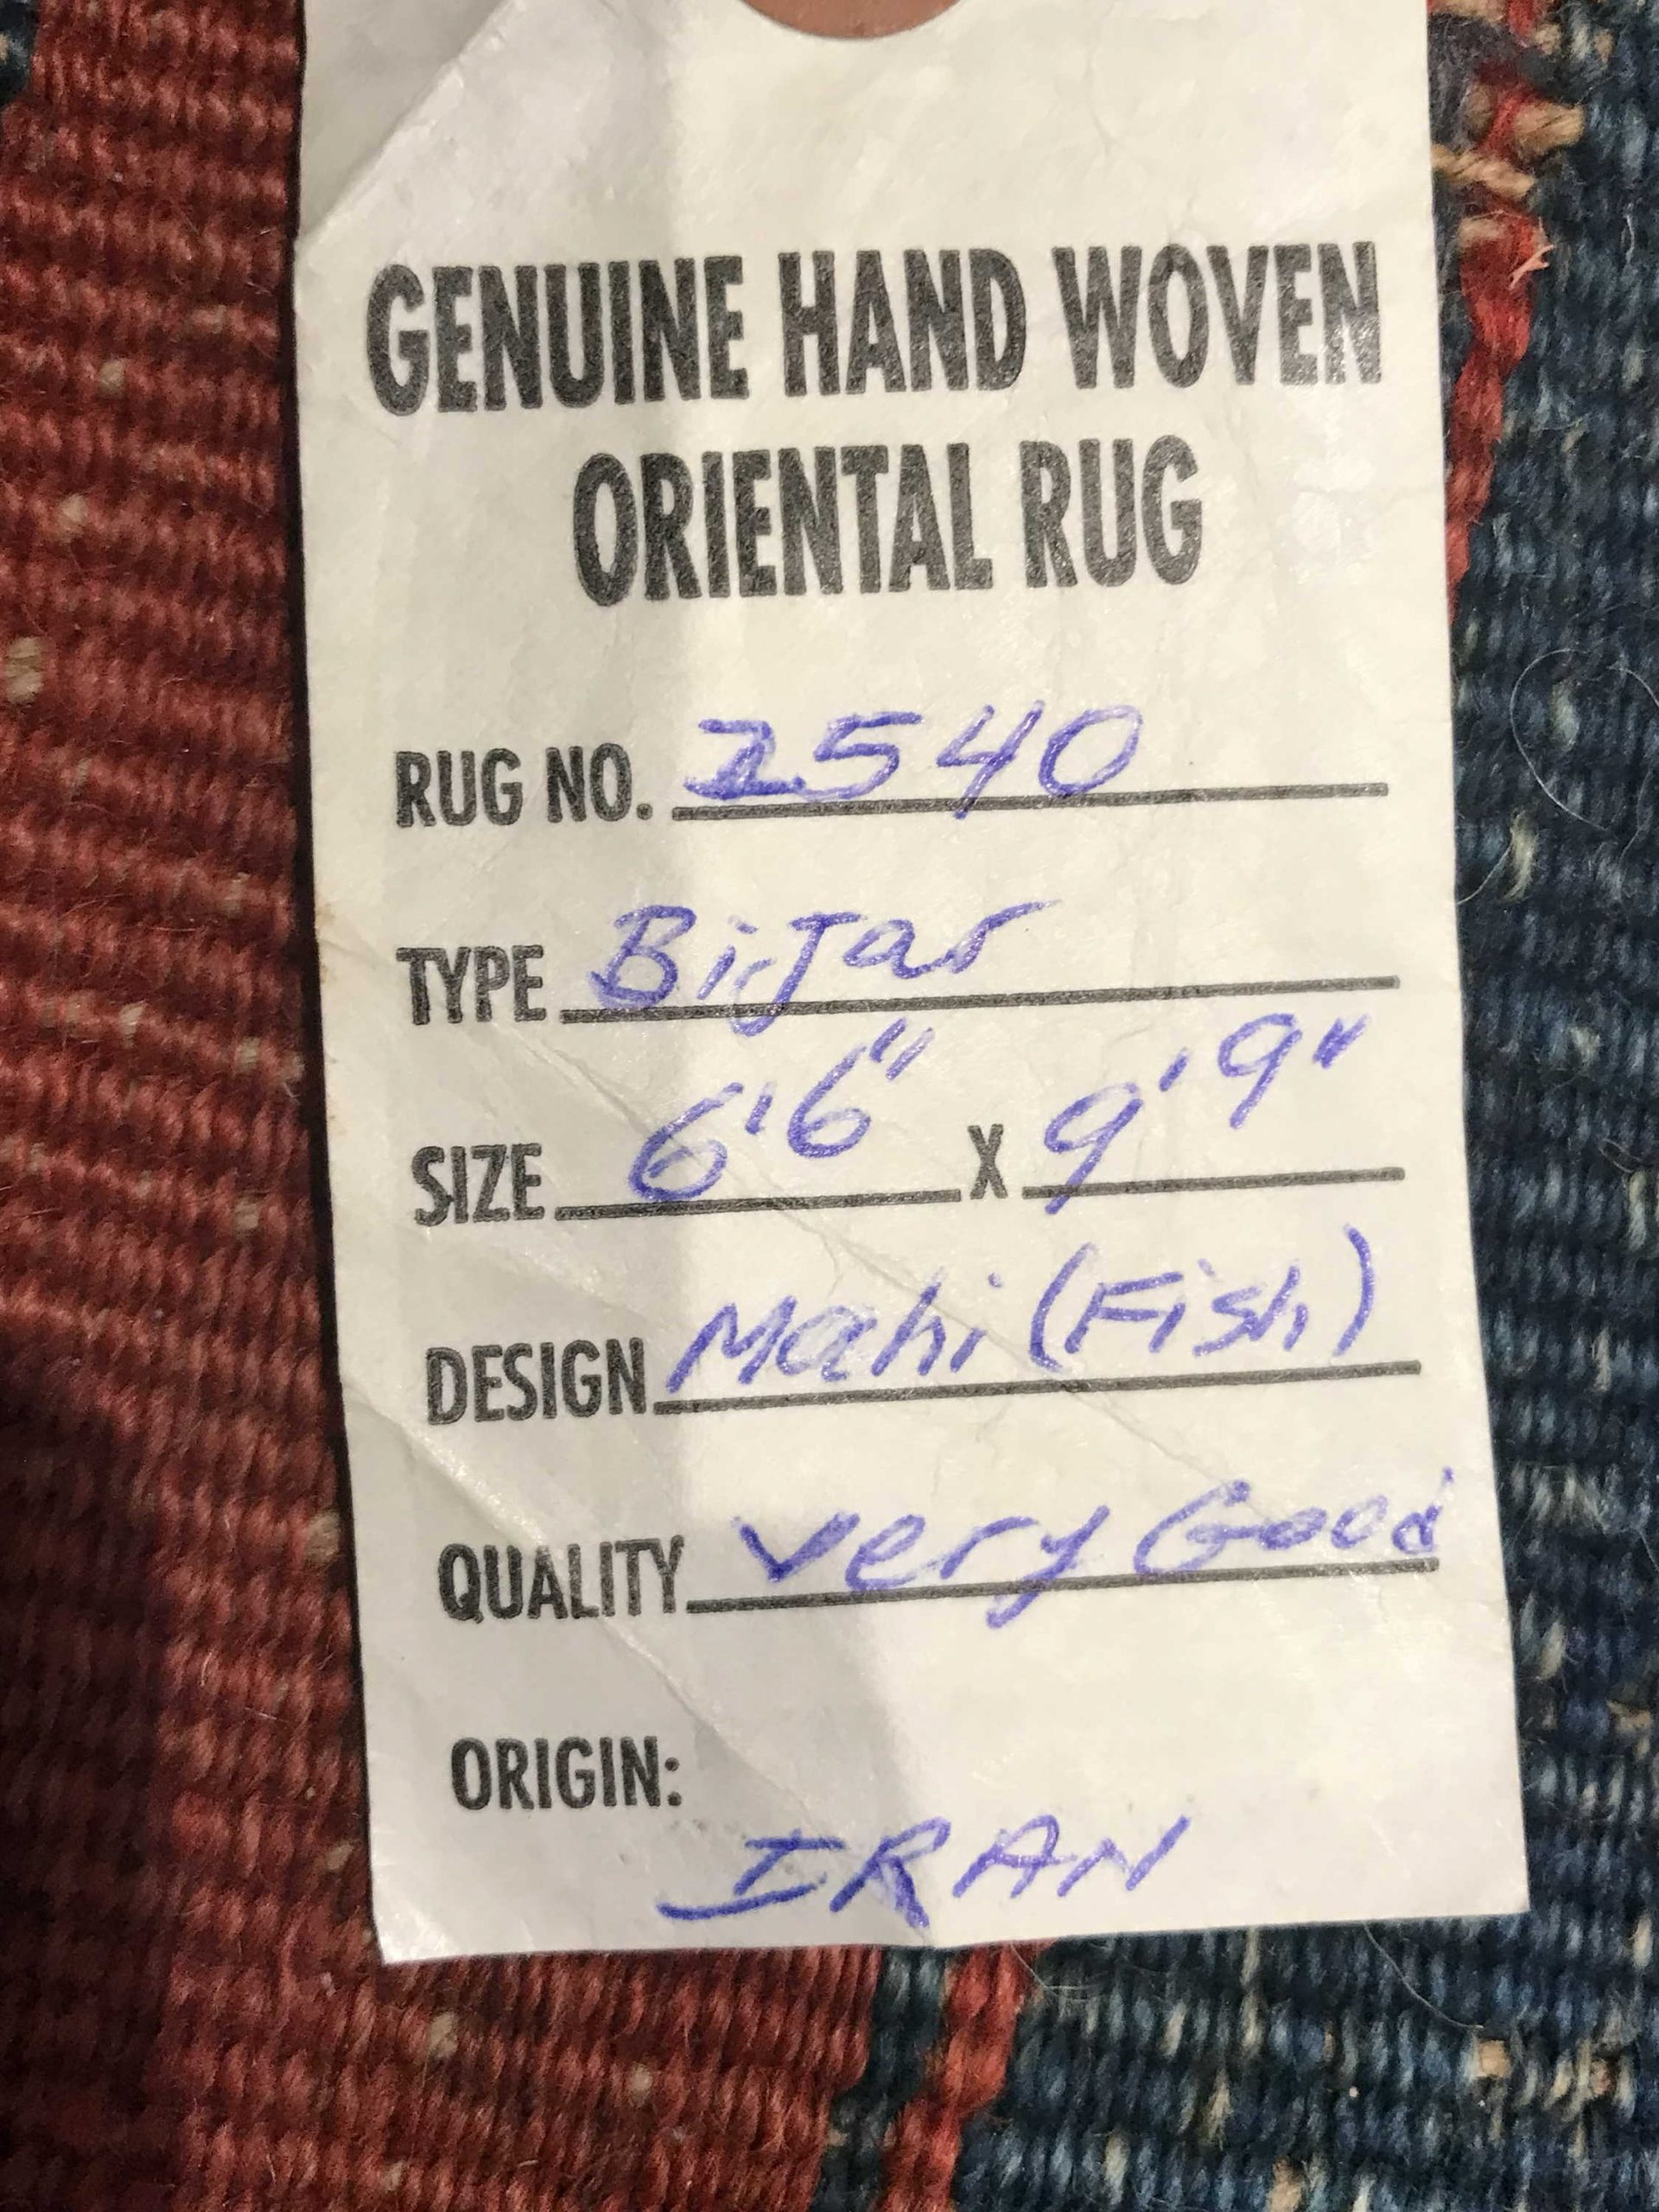 GENUINE HAND WOVEN
ORIENTAL RUG
RUG NO. 2540
TYPE BiJar
SIZE 6'6" X 9'9"
DESIGN Mahi (Fish)
QUALITY very Good
ORIGIN:
IRAN